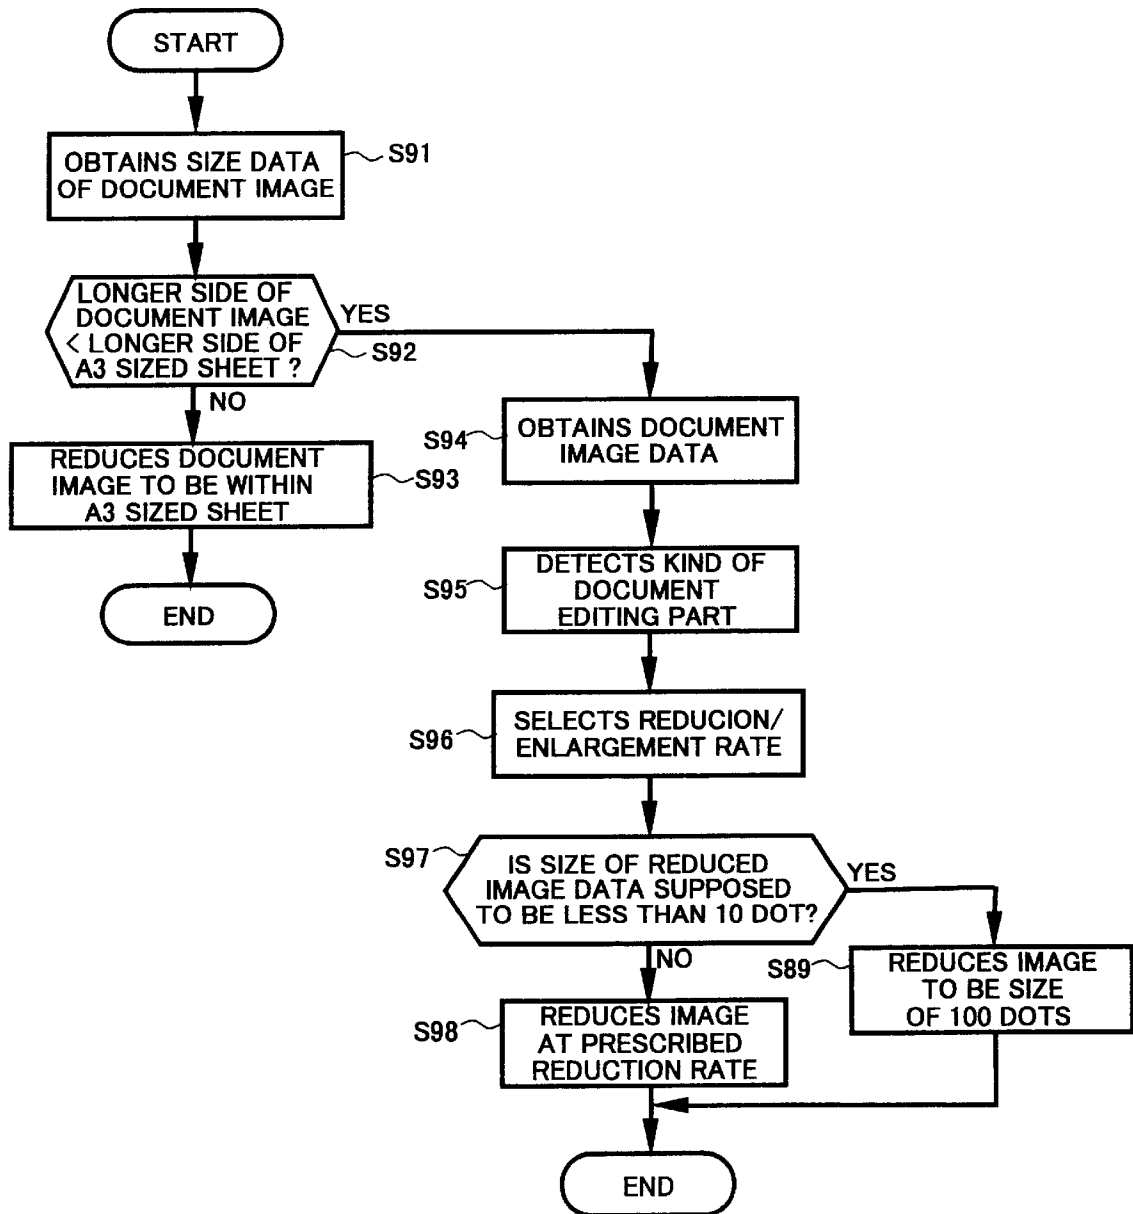 START
OBTAINS SIZE DATA
OF DOCUMENT IMAGE
S91
LONGER SIDE OF
DOCUMENT IMAGE
< LONGER SIDE OF
A3 SIZED SHEET ?
YES
S92
NO
REDUCES DOCUMENT
IMAGE TO BE WITHIN
A3 SIZED SHEET
S93
END
S94
OBTAINS DOCUMENT
IMAGE DATA
S95
DETECTS KIND OF
DOCUMENT
EDITING PART
S96
SELECTS REDUCION/
ENLARGEMENT RATE
S97
IS SIZE OF REDUCED
IMAGE DATA SUPPOSED
TO BE LESS THAN 10 DOT?
YES
NO
S89
REDUCES IMAGE
TO BE SIZE
OF 100 DOTS
S98
REDUCES IMAGE
AT PRESCRIBED
REDUCTION RATE
END